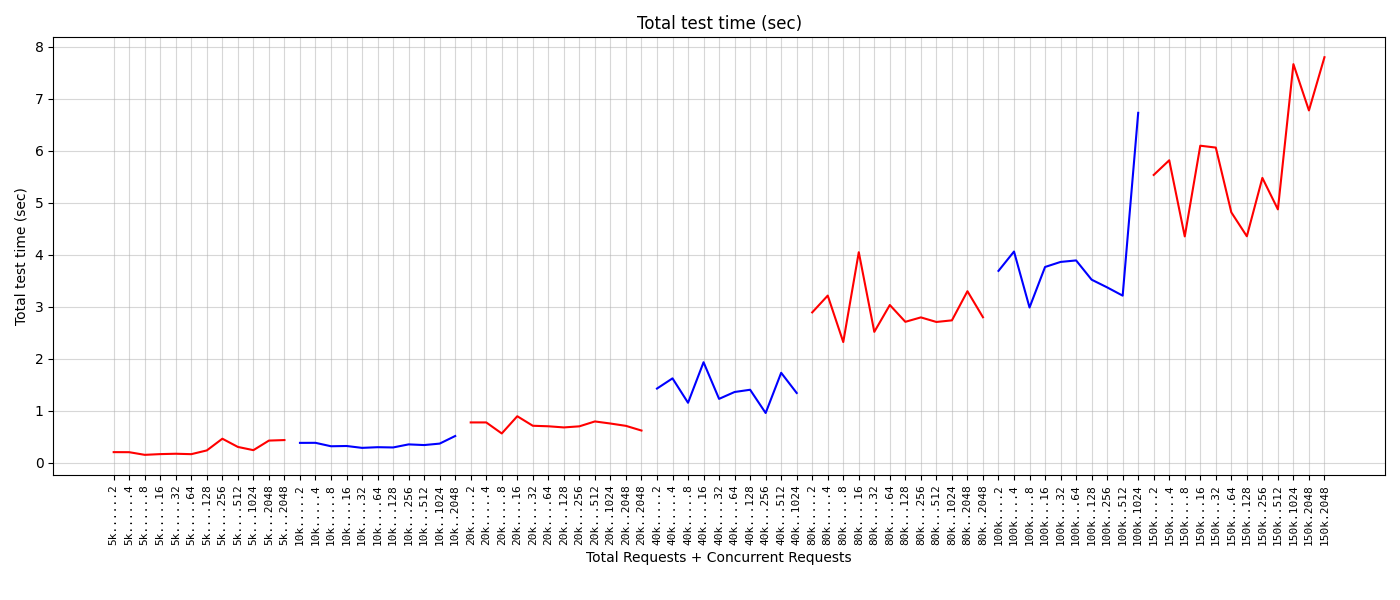 Total test time (sec)
Total test time (sec)
8
7
6
5
4
3
2
1
0
5k......2
5k......4
5k......8
5k.....16
5k.....32
5k.....64
5k....128
5k....256
5k....512
5k...1024
5k...2048
5k...2048
10k.....2
10k.....4
10k.....8
10k....16
10k....32
10k....64
10k...128
10k...256
10k...512
10k..1024
10k..2048
20k.....2
20k.....4
20k.....8
20k....16
20k....32
20k....64
20k...128
20k...256
20k...512
20k..1024
20k..2048
20k..2048
40k.....2
40k.....4
40k.....8
40k....16
40k....32
40k....64
40k...128
40k...256
40k...512
40k..1024
80k.....2
80k.....4
80k.....8
80k....16
80k....32
80k....64
80k...128
80k...256
80k...512
80k..1024
80k..2048
80k..2048
100k....2
100k....4
100k....8
100k...16
100k...32
100k...64
100k..128
100k..256
100k..512
100k.1024
150k....2
150k....4
150k....8
150k...16
150k...32
150k...64
150k..128
150k..256
150k..512
150k.1024
150k.2048
150k.2048
Total Requests + Concurrent Requests